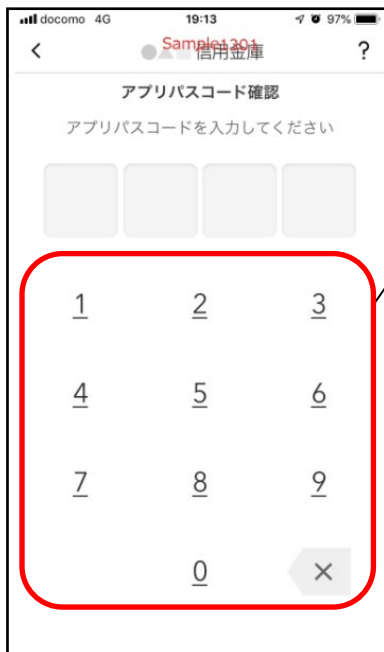 docomo 4G 19:13 97%
Sample1301
●▲■信用金庫 ?
アプリパスコード確認
アプリパスコードを入力してください
1 2 3
4 5 6
7 8 9
0 ×